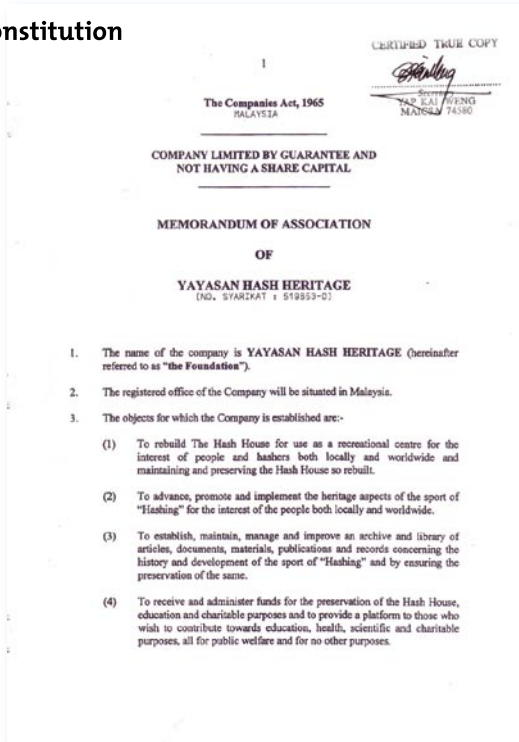 nstitution
1
CERTIFIED TRUE COPY
Secretary
YAP KAI WENG
MAICSA 74580
The Companies Act, 1965
MALAYSIA
COMPANY LIMITED BY GUARANTEE AND
NOT HAVING A SHARE CAPITAL
MEMORANDUM OF ASSOCIATION
OF
YAYASAN HASH HERITAGE
(NO. SYARIKAT : 519853-D)
1. The name of the company is YAYASAN HASH HERITAGE (hereinafter
referred to as "the Foundation").
2. The registered office of the Company will be situated in Malaysia.
3. The objects for which the Company is established are:-
(1) To rebuild The Hash House for use as a recreational centre for the
interest of people and hashers both locally and worldwide and
maintaining and preserving the Hash House so rebuilt.
(2) To advance, promote and implement the heritage aspects of the sport of
"Hashing" for the interest of the people both locally and worldwide.
(3) To establish, maintain, manage and improve an archive and library of
articles, documents, materials, publications and records concerning the
history and development of the sport of "Hashing" and by ensuring the
preservation of the same.
(4) To receive and administer funds for the preservation of the Hash House,
education and charitable purposes and to provide a platform to those who
wish to contribute towards education, health, scientific and charitable
purposes, all for public welfare and for no other purposes.